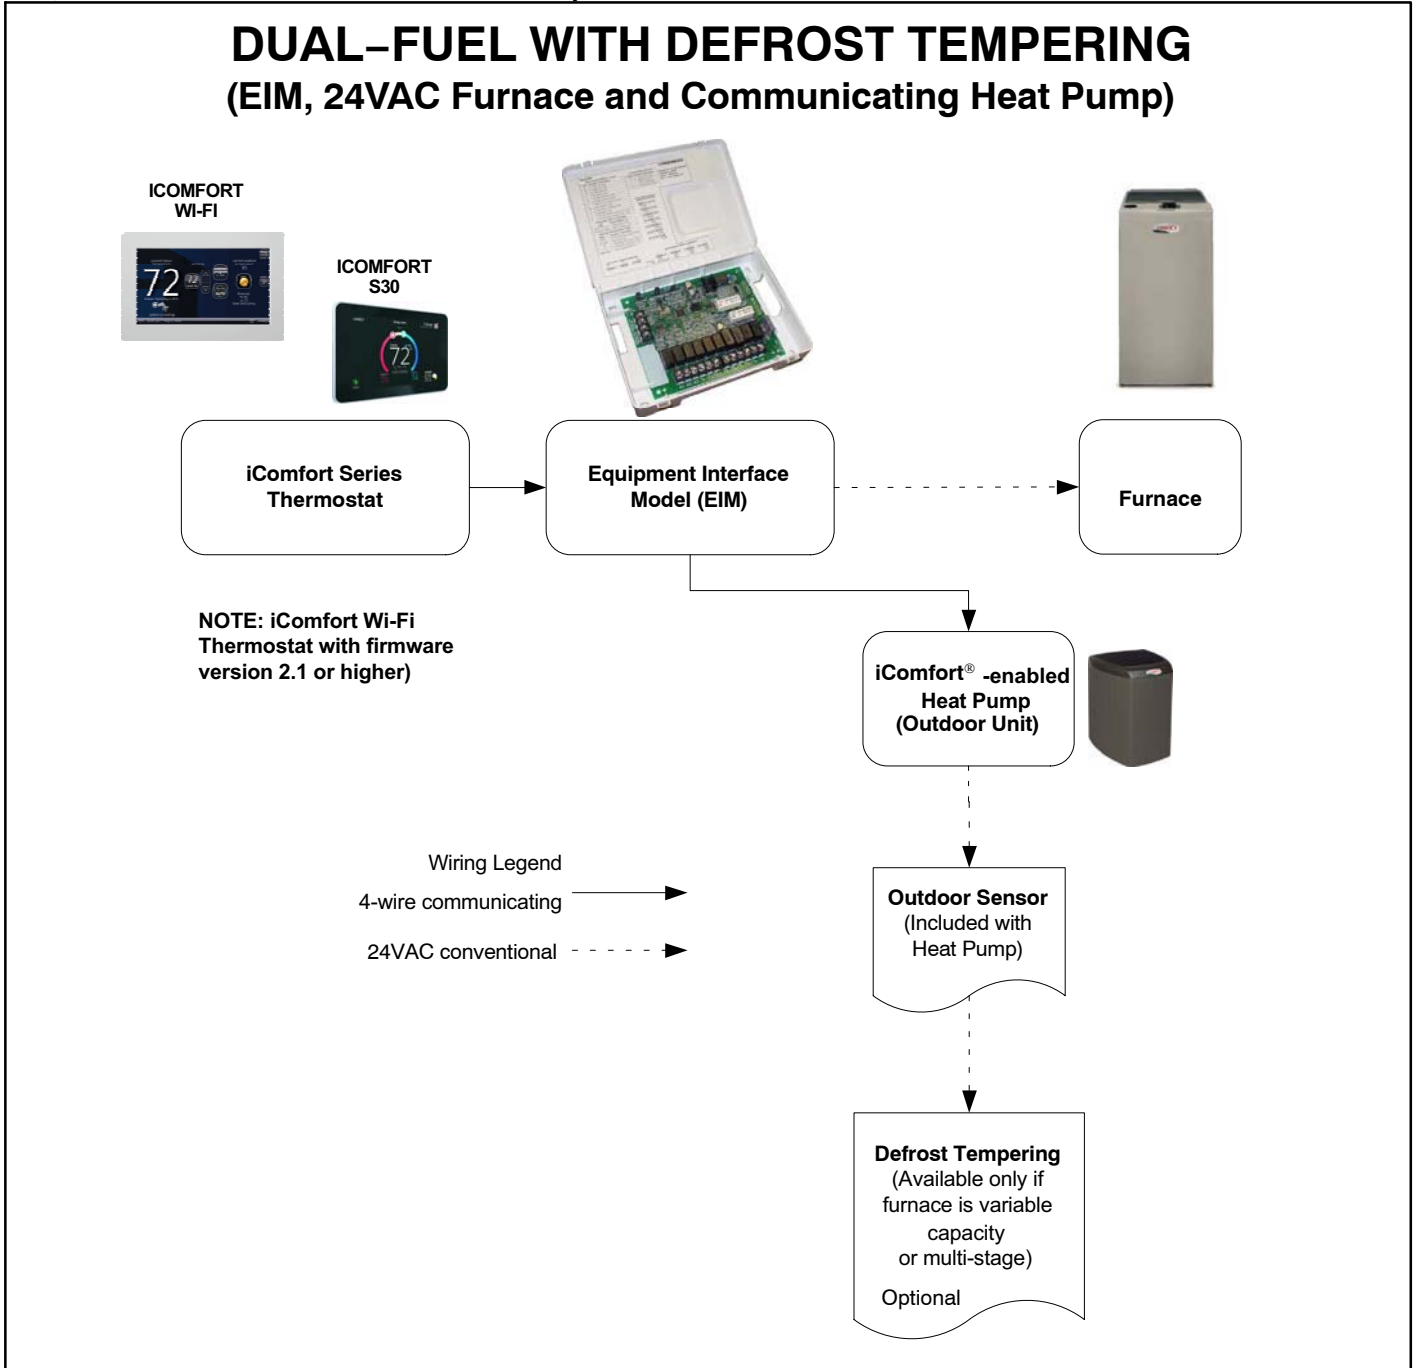 DUAL–FUEL WITH DEFROST TEMPERING
(EIM, 24VAC Furnace and Communicating Heat Pump)
ICOMFORT
WI-FI
72
ICOMFORT
S30
72
iComfort Series
Thermostat
Equipment Interface
Model (EIM)
Furnace
NOTE: iComfort Wi-Fi
Thermostat with firmware
version 2.1 or higher)
iComfort® -enabled
Heat Pump
(Outdoor Unit)
Wiring Legend
4-wire communicating
24VAC conventional
Outdoor Sensor
(Included with
Heat Pump)
Defrost Tempering
(Available only if
furnace is variable
capacity
or multi-stage)
Optional